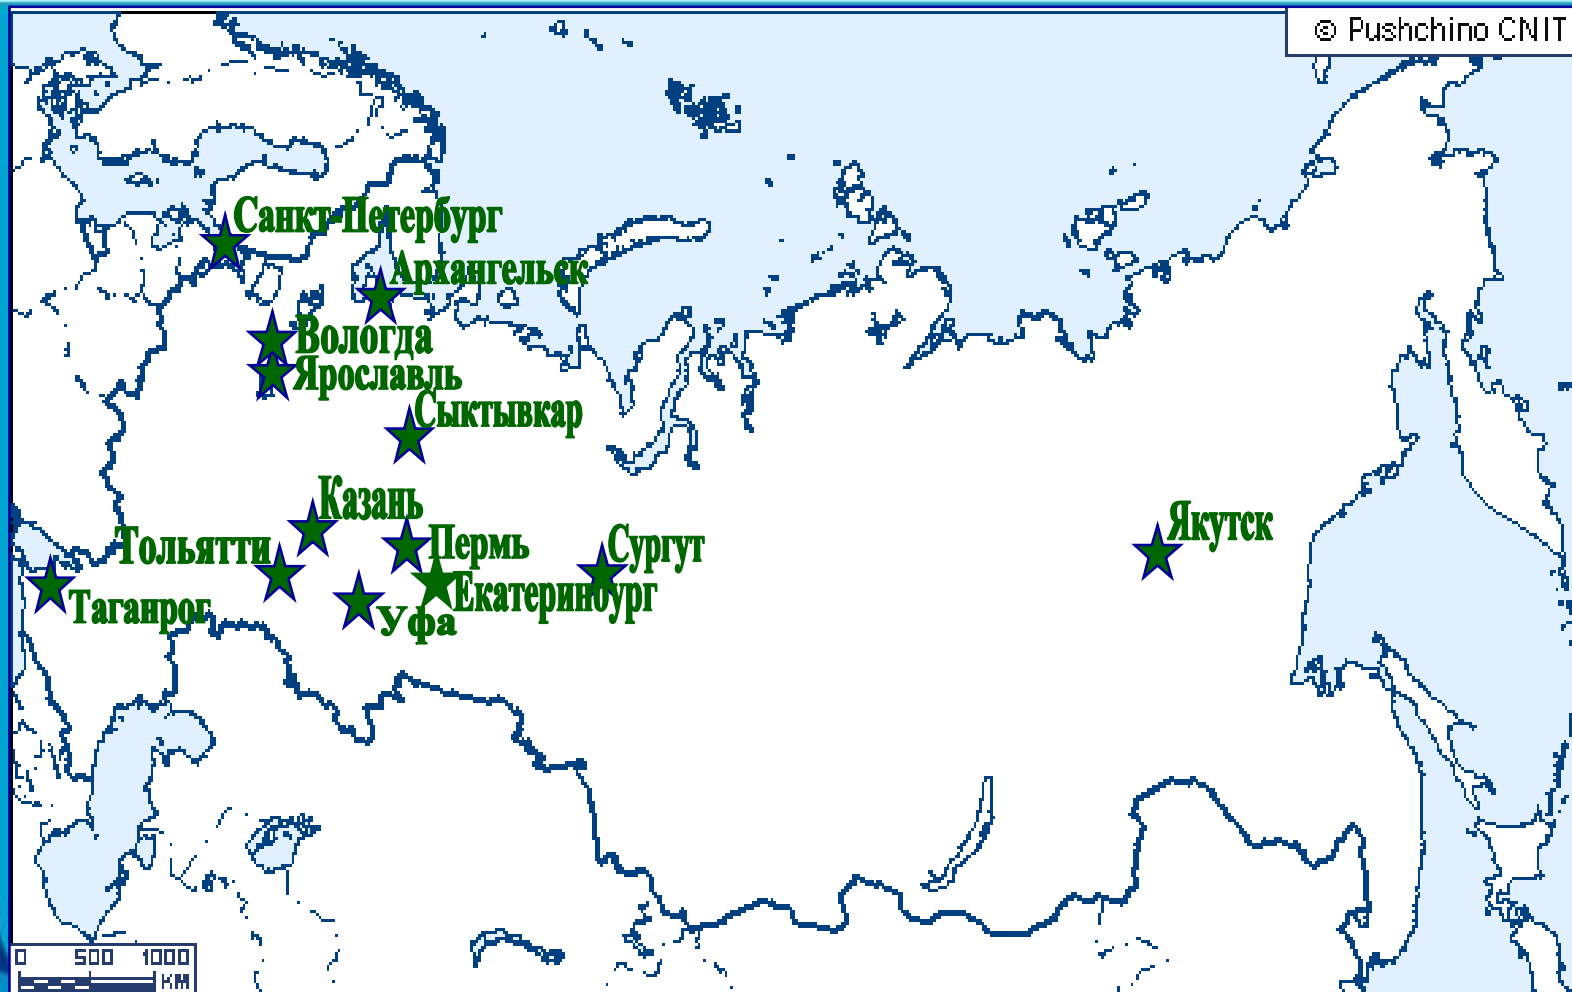 © Pushchino CNIT
Санкт-Петербург
Архангельск
Вологда
Ярославль
Сыктывкар
Казань
Якутск
Тольятти
Пермь
Сургут
Екатеринбург
Таганрог
Уфа
0 500 1000
КМ